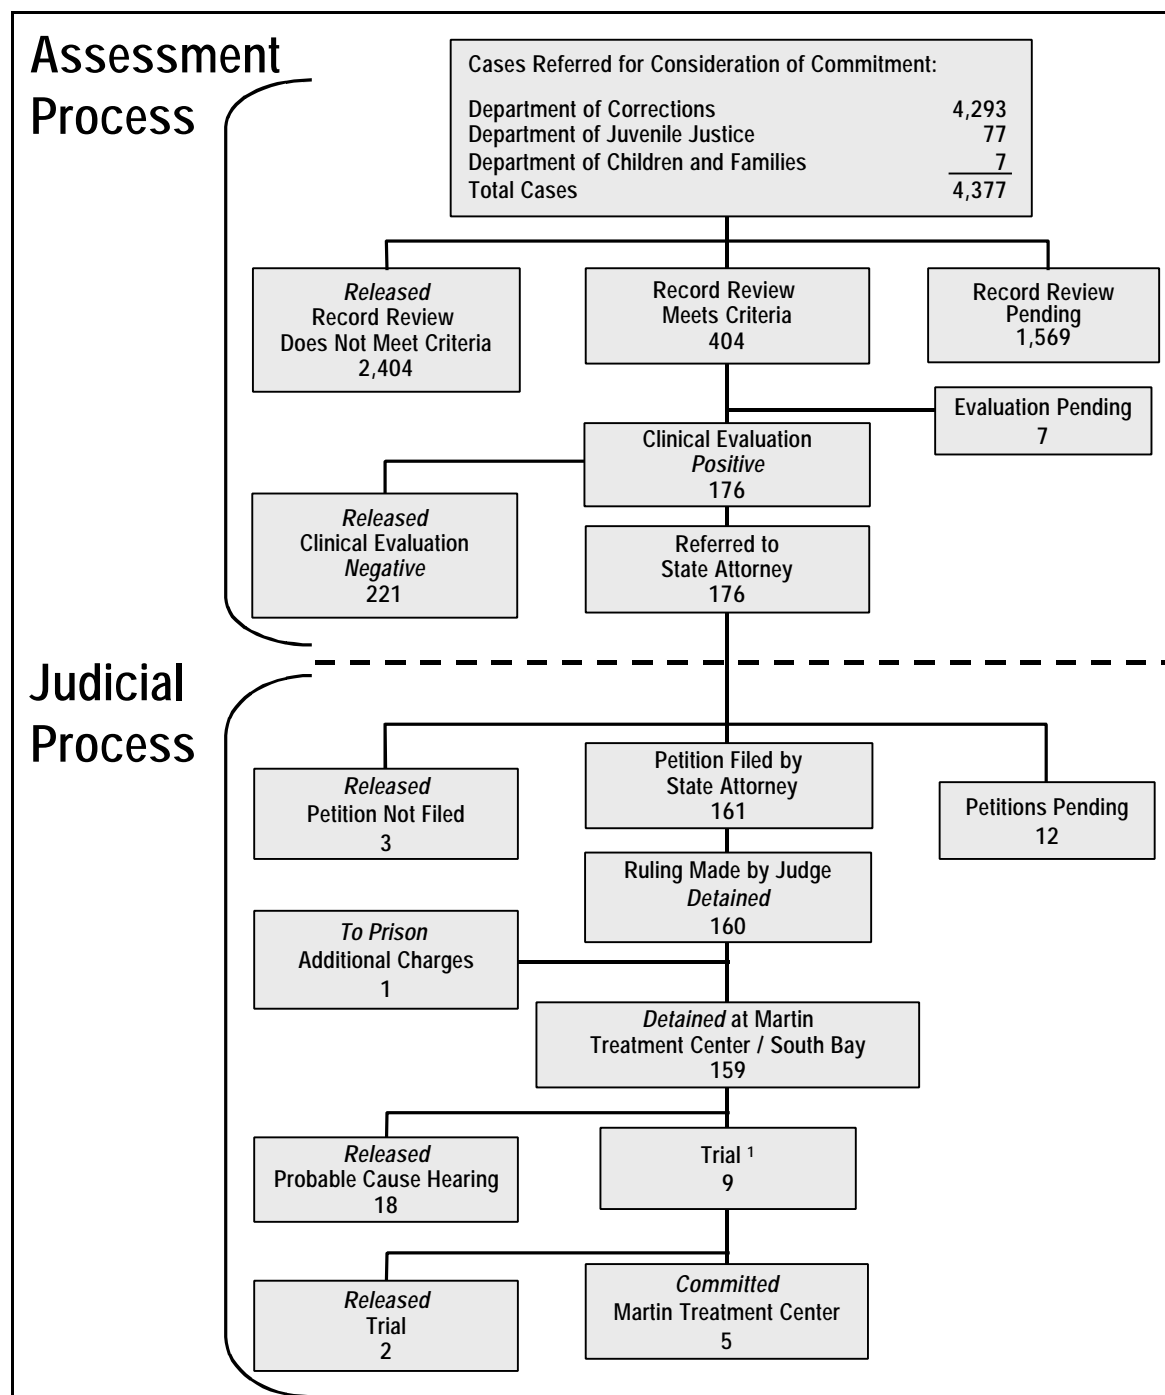 Assessment
Process
Cases Referred for Consideration of Commitment:
Department of Corrections 4,293
Department of Juvenile Justice 77
Department of Children and Families 7
Total Cases 4,377
Released
Record Review
Does Not Meet Criteria
2,404
Record Review
Meets Criteria
404
Record Review
Pending
1,569
Evaluation Pending
7
Clinical Evaluation
Positive
176
Released
Clinical Evaluation
Negative
221
Referred to
State Attorney
176
Judicial
Process
Released
Petition Not Filed
3
Petition Filed by
State Attorney
161
Petitions Pending
12
Ruling Made by Judge
Detained
160
To Prison
Additional Charges
1
Detained at Martin
Treatment Center / South Bay
159
Released
Probable Cause Hearing
18
Trial ¹
9
Released
Trial
2
Committed
Martin Treatment Center
5